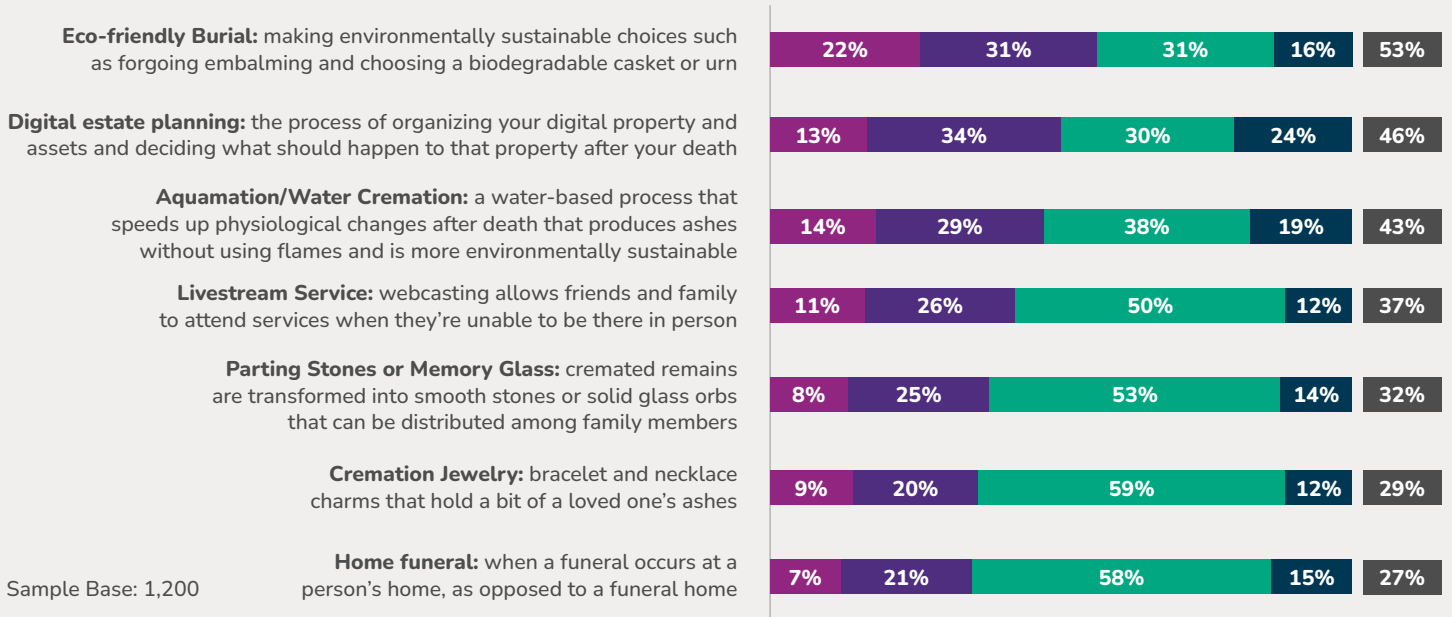 Eco-friendly Burial: making environmentally sustainable choices such
as forgoing embalming and choosing a biodegradable casket or urn
22% 31% 31% 16% 53%
Digital estate planning: the process of organizing your digital property and
assets and deciding what should happen to that property after your death
13% 34% 30% 24% 46%
Aquamation/Water Cremation: a water-based process that
speeds up physiological changes after death that produces ashes
without using flames and is more environmentally sustainable
14% 29% 38% 19% 43%
Livestream Service: webcasting allows friends and family
to attend services when they're unable to be there in person
11% 26% 50% 12% 37%
Parting Stones or Memory Glass: cremated remains
are transformed into smooth stones or solid glass orbs
that can be distributed among family members
8% 25% 53% 14% 32%
Cremation Jewelry: bracelet and necklace
charms that hold a bit of a loved one's ashes
9% 20% 59% 12% 29%
Home funeral: when a funeral occurs at a
person's home, as opposed to a funeral home
7% 21% 58% 15% 27%
Sample Base: 1,200